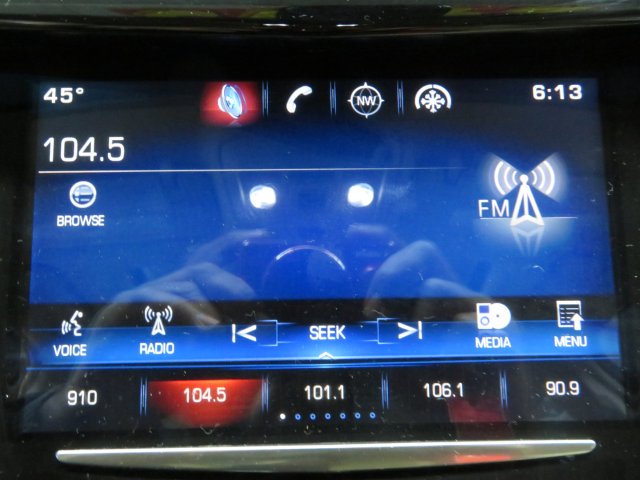 45° NW 6:13
104.5
BROWSE
FM
VOICE RADIO SEEK MEDIA MENU
910 104.5 101.1 106.1 90.9